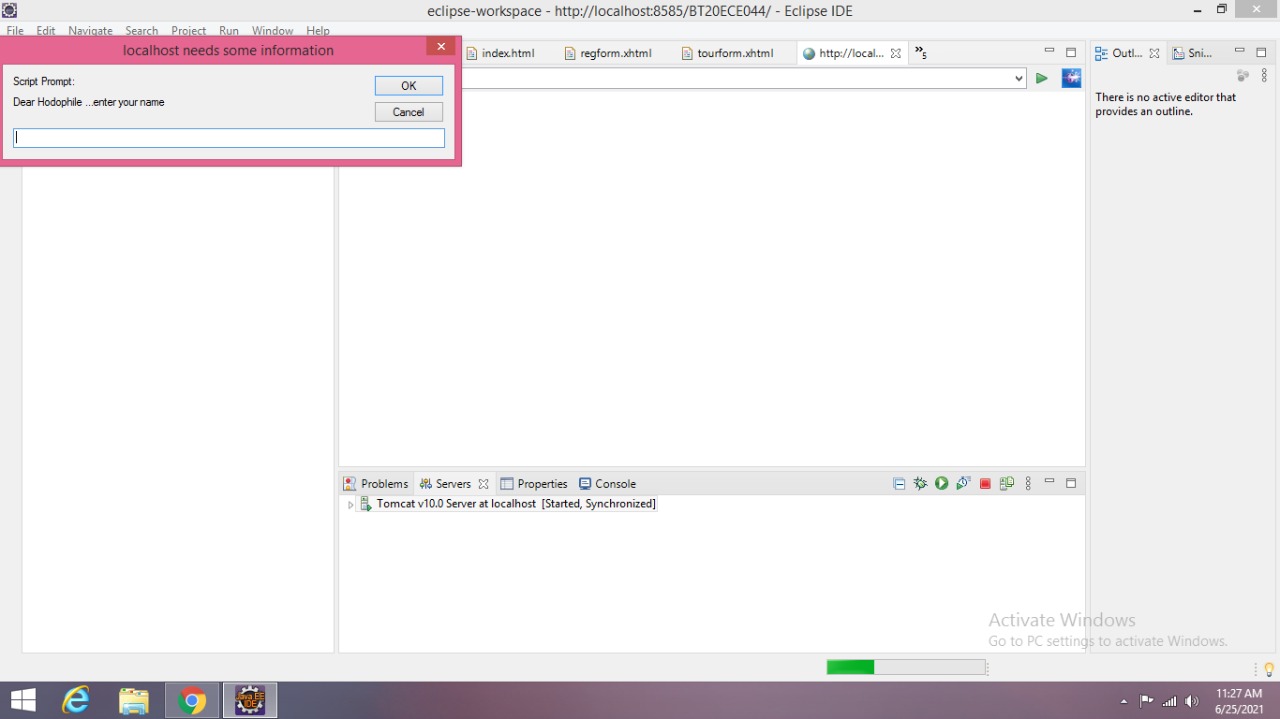 eclipse-workspace - http://localhost:8585/BT20ECE044/ - Eclipse IDE
File Edit Navigate Search Project Run Window Help
localhost needs some information
Script Prompt:
OK
Dear Hodophile ...enter your name
Cancel
index.html regform.xhtml tourform.xhtml http://local... 5
Outl... Sni...
There is no active editor that
provides an outline.
Problems Servers Properties Console
Tomcat v10.0 Server at localhost [Started, Synchronized]
Activate Windows
Go to PC settings to activate Windows.
Java EE
IDE
11:27 AM
6/25/2021